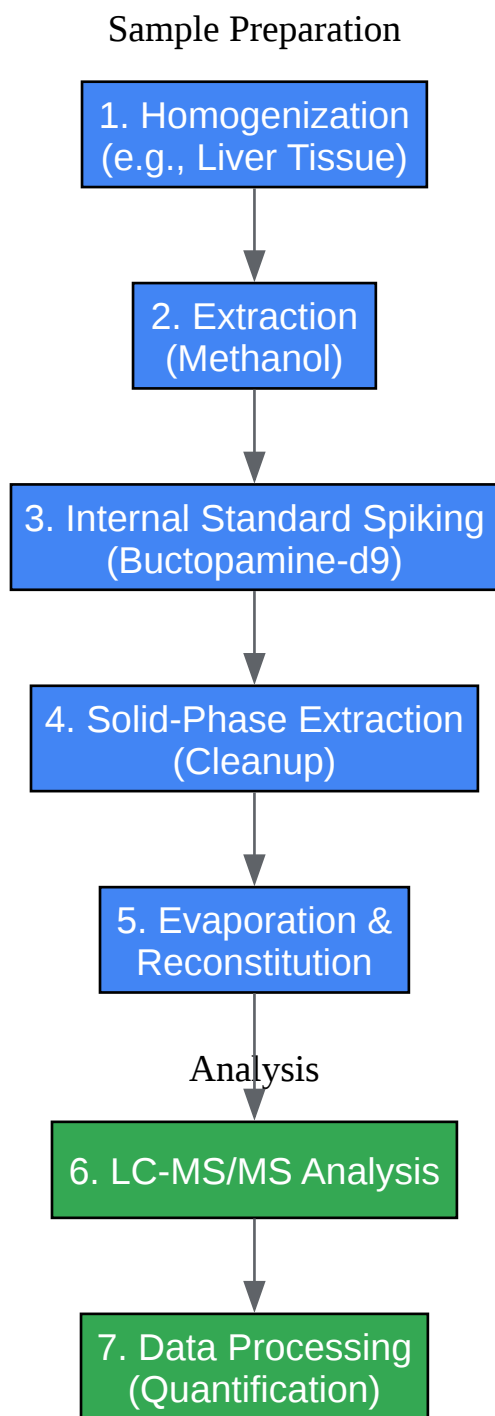 Sample Preparation
1. Homogenization
(e.g., Liver Tissue)
2. Extraction
(Methanol)
3. Internal Standard Spiking
(Buctopamine-d9)
4. Solid-Phase Extraction
(Cleanup)
5. Evaporation &
Reconstitution
Analysis
6. LC-MS/MS Analysis
7. Data Processing
(Quantification)